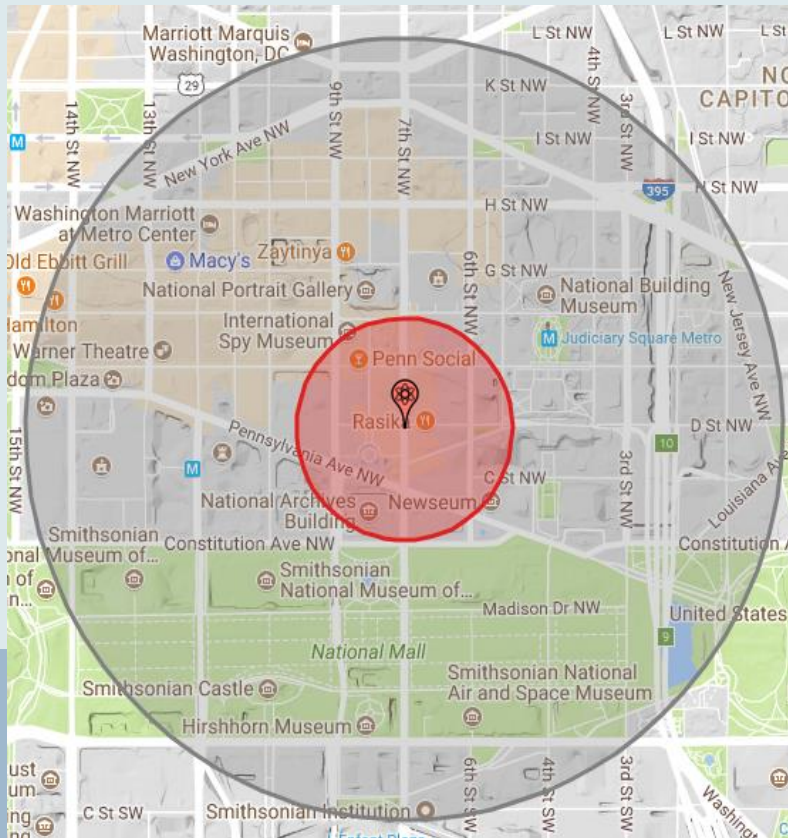 Marriott Marquis
Washington, DC
L St NW
L St NW
L St
29
4th St NW
3rd St NW
NO
CAPITO
K St NW
14th St NW
13th St NW
9th St NW
7th St NW
M
New York Ave NW
I St NW
I St NW
395
H St NW
H St NW
Washington Marriott
at Metro Center
Old Ebbitt Grill
Macy's
Zaytinya
6th St NW
G St NW
National Portrait Gallery
National Building
Museum
New Jersey Ave NW
Hamilton
International
Spy Museum
M
Judiciary Square Metro
Warner Theatre
Penn Social
dom Plaza
Rasika
15th St NW
Pennsylvania Ave NW
D St NW
10
M
3rd St NW
C St NW
Louisiana Av
National Archives
Building
Newseum
Smithsonian
onal Museum of...
Constitution Ave NW
Constitution A
n of
n...
Smithsonian
National Museum of...
Madison Dr NW
United States
9
National Mall
Smithsonian Castle
Smithsonian National
Air and Space Museum
Hirshhorn Museum
ust
um
6th St SW
4th St SW
3rd St SW
Washing
C St SW
Smithsonian Institution
ing